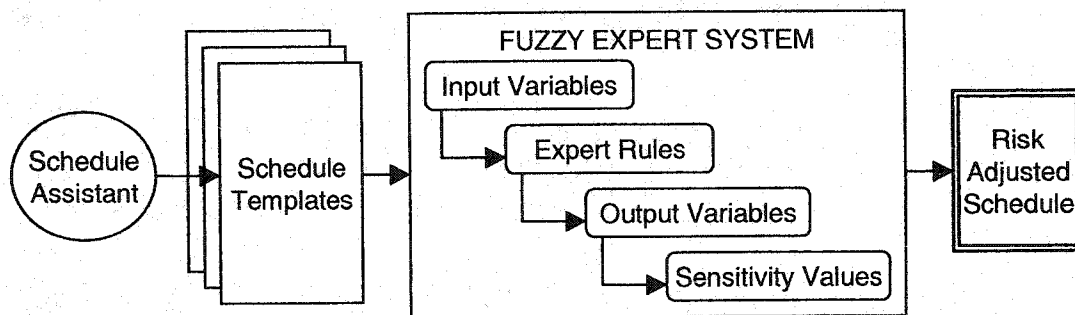 FUZZY EXPERT SYSTEM
Input Variables
Expert Rules
Output Variables
Sensitivity Values
Schedule
Assistant
Schedule
Templates
Risk
Adjusted
Schedule